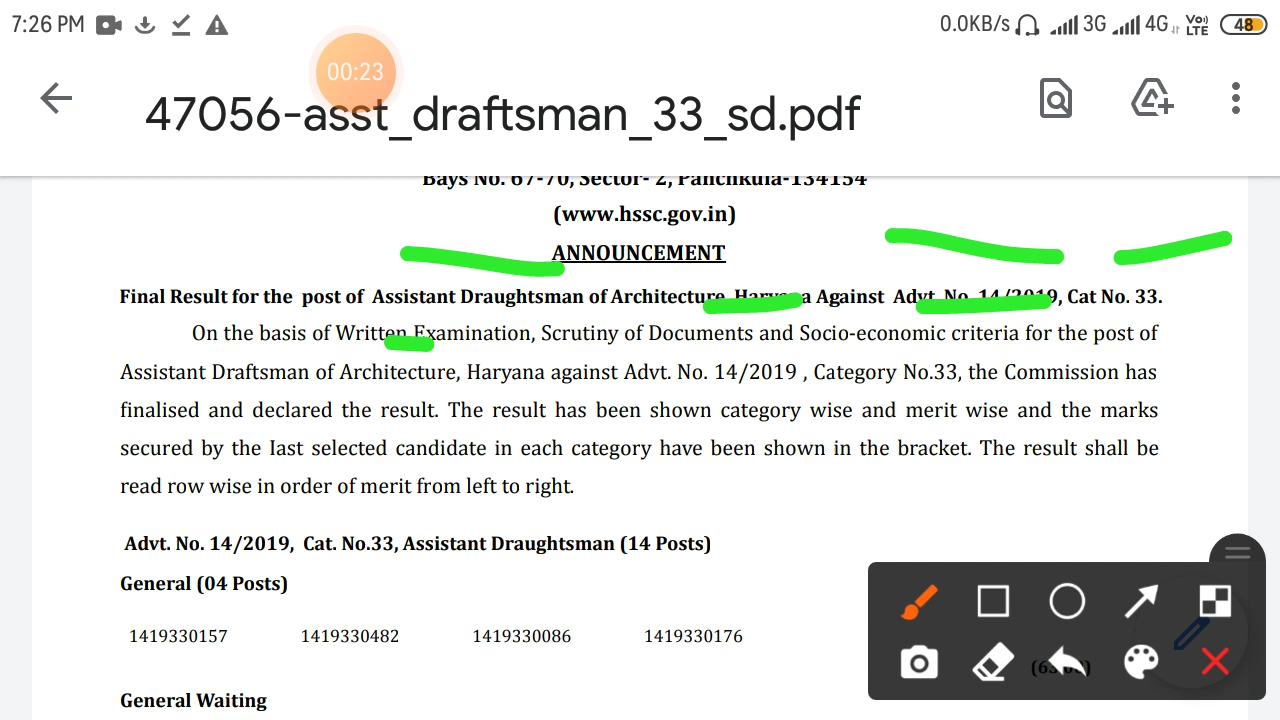 7:26 PM
0.0KB/s 3G 4G Vo)) LTE 48
00:23
47056-asst_draftsman_33_sd.pdf
Bays No. 67-70, Sector- 2, Panchkula-134154
(www.hssc.gov.in)
ANNOUNCEMENT
Final Result for the post of Assistant Draughtsman of Architecture, Haryana Against Advt. No. 14/2019, Cat No. 33.
On the basis of Written Examination, Scrutiny of Documents and Socio-economic criteria for the post of
Assistant Draftsman of Architecture, Haryana against Advt. No. 14/2019 , Category No.33, the Commission has
finalised and declared the result. The result has been shown category wise and merit wise and the marks
secured by the last selected candidate in each category have been shown in the bracket. The result shall be
read row wise in order of merit from left to right.
Advt. No. 14/2019, Cat. No.33, Assistant Draughtsman (14 Posts)
General (04 Posts)
1419330157 1419330482 1419330086 1419330176
General Waiting